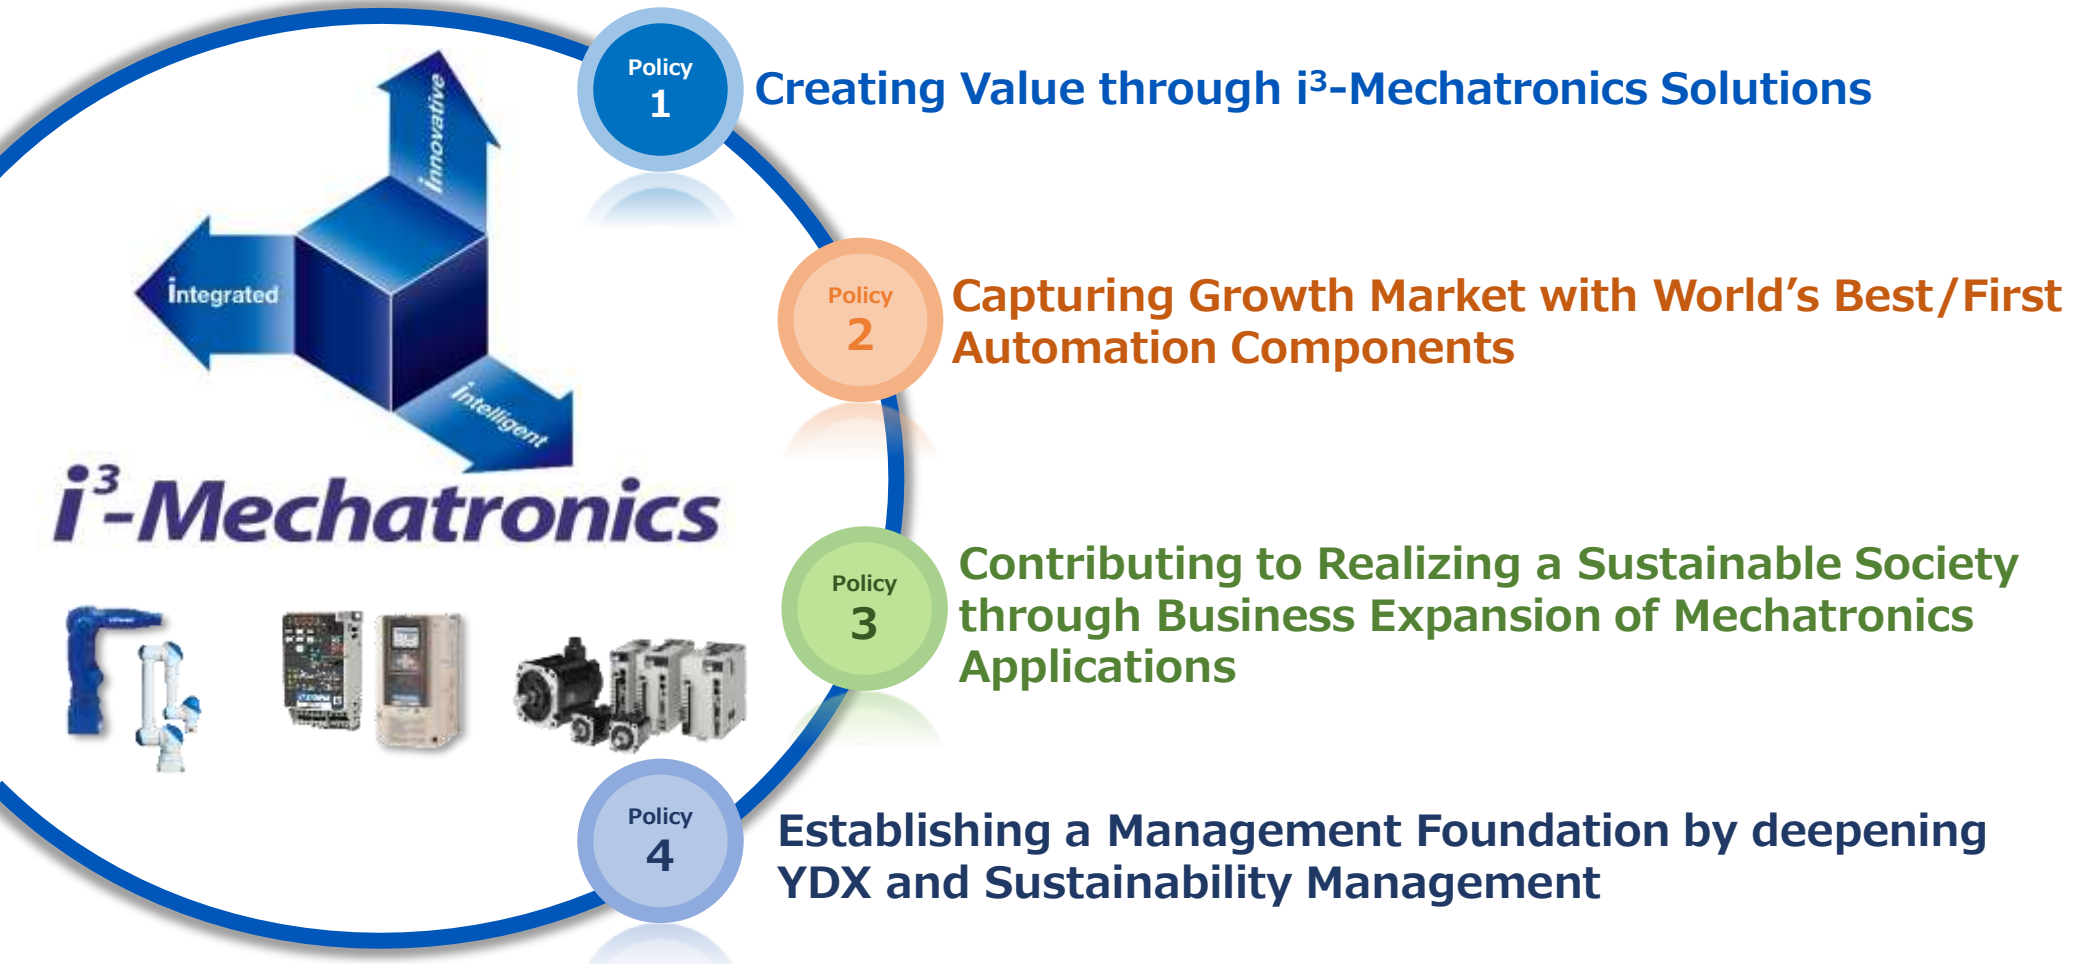 Policy
1
Creating Value through i³-Mechatronics Solutions
innovative
integrated
intelligent
i³-Mechatronics
Policy
2
Capturing Growth Market with World’s Best/First
Automation Components
Policy
3
Contributing to Realizing a Sustainable Society
through Business Expansion of Mechatronics
Applications
Policy
4
Establishing a Management Foundation by deepening
YDX and Sustainability Management